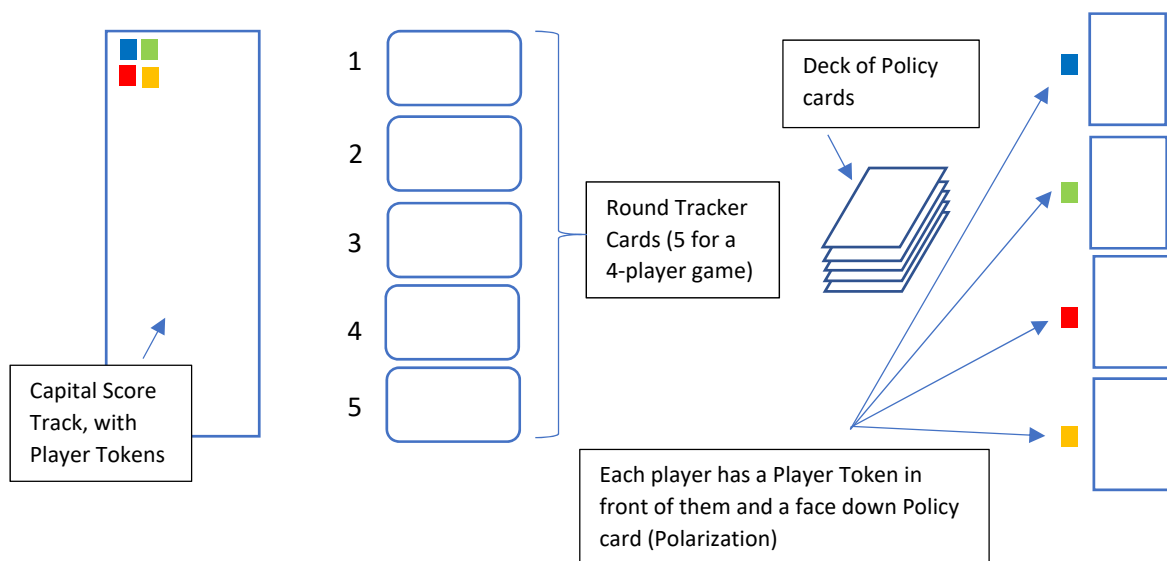 1
2
3
4
5
Capital Score
Track, with
Player Tokens
Round Tracker
Cards (5 for a
4-player game)
Deck of Policy
cards
Each player has a Player Token in
front of them and a face down Policy
card (Polarization)